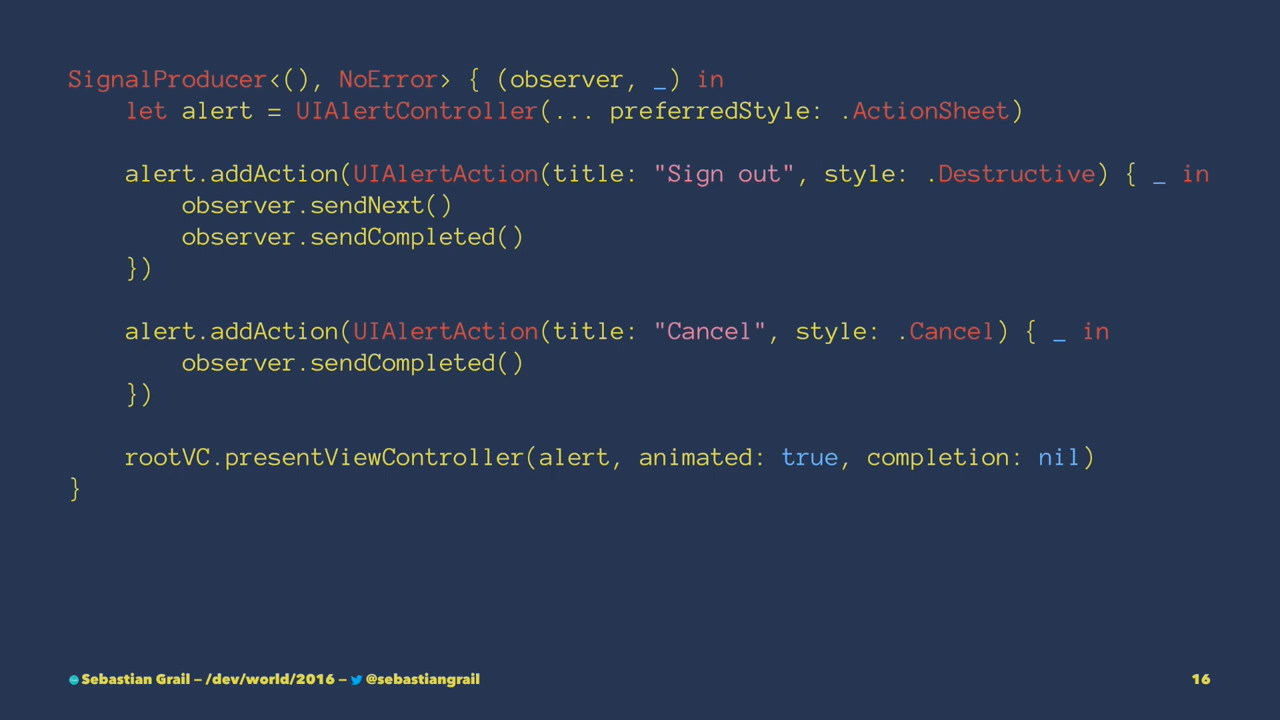 SignalProducer<(), NoError> { (observer, _) in
    let alert = UIAlertController(... preferredStyle: .ActionSheet)

    alert.addAction(UIAlertAction(title: "Sign out", style: .Destructive) { _ in
        observer.sendNext()
        observer.sendCompleted()
    })

    alert.addAction(UIAlertAction(title: "Cancel", style: .Cancel) { _ in
        observer.sendCompleted()
    })

    rootVC.presentViewController(alert, animated: true, completion: nil)
}
Sebastian Grail – /dev/world/2016 – @sebastiangrail
16